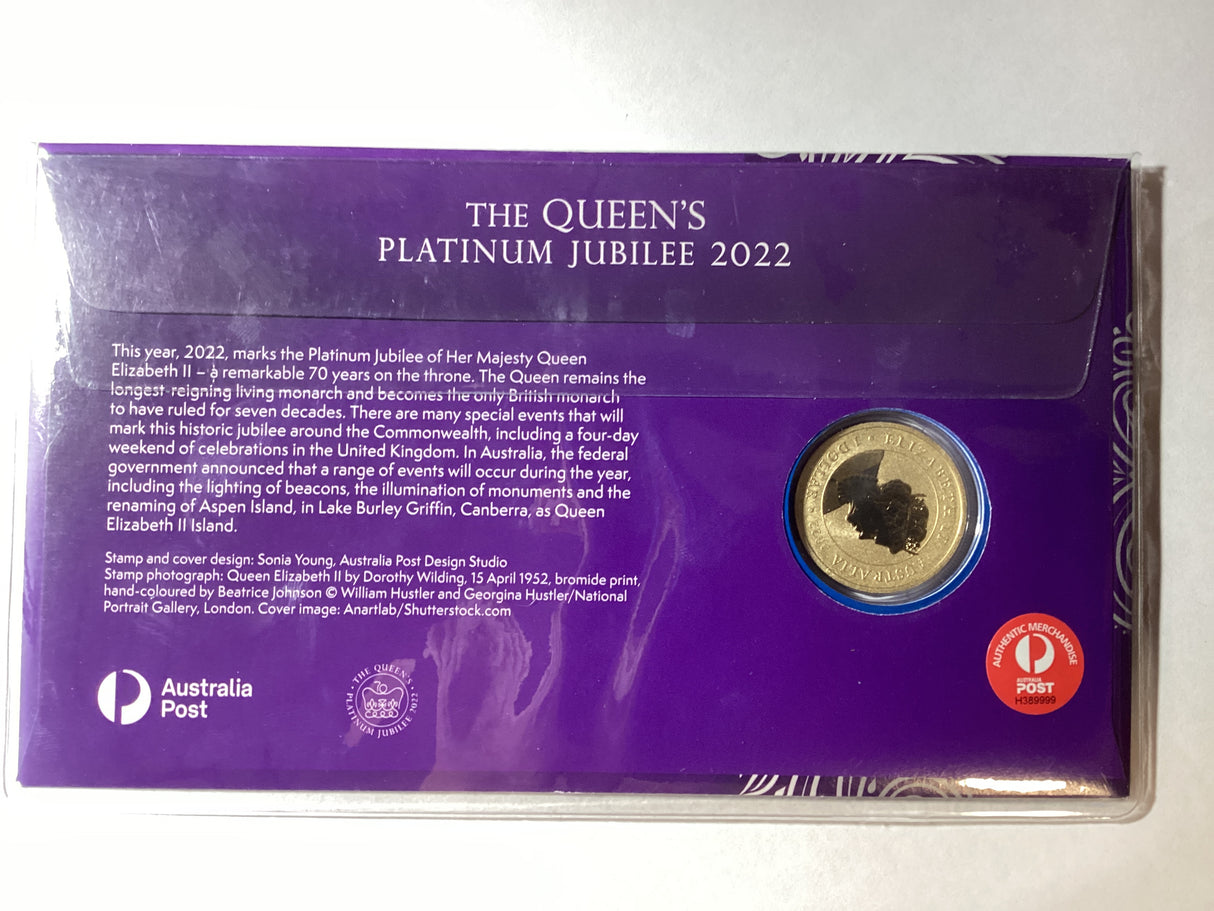 THE QUEEN'S
PLATINUM JUBILEE 2022
This year, 2022, marks the Platinum Jubilee of Her Majesty Queen
Elizabeth II – a remarkable 70 years on the throne. The Queen remains the
longest-reigning living monarch and becomes the only British monarch
to have ruled for seven decades. There are many special events that will
mark this historic jubilee around the Commonwealth, including a four-day
weekend of celebrations in the United Kingdom. In Australia, the federal
government announced that a range of events will occur during the year,
including the lighting of beacons, the illumination of monuments and the
renaming of Aspen Island, in Lake Burley Griffin, Canberra, as Queen
Elizabeth II Island.
Stamp and cover design: Sonia Young, Australia Post Design Studio
Stamp photograph: Queen Elizabeth II by Dorothy Wilding, 15 April 1952, bromide print,
hand-coloured by Beatrice Johnson © William Hustler and Georgina Hustler/National
Portrait Gallery, London. Cover image: Anartlab/Shutterstock.com
ELIZABETH II
AUSTRALIA
Australia
Post
THE QUEEN'S
70
PLATINUM JUBILEE 2022
AUTHENTIC MERCHANDISE
AUSTRALIA
POST
H389999